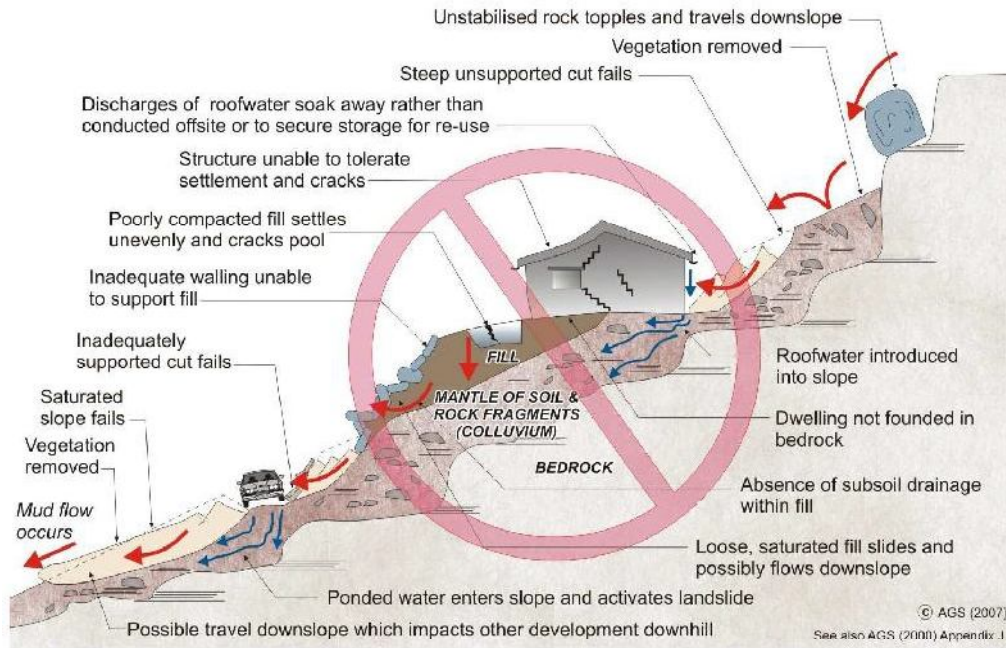 Unstabilised rock topples and travels downslope
Vegetation removed
Steep unsupported cut fails
Discharges of roofwater soak away rather than
conducted offsite or to secure storage for re-use
Structure unable to tolerate
settlement and cracks
Poorly compacted fill settles
unevenly and cracks pool
Inadequate walling unable
to support fill
Inadequately
supported cut fails
Saturated
slope fails
Vegetation
removed
Mud flow
occurs
FILL
MANTLE OF SOIL &
ROCK FRAGMENTS
(COLLUVIUM)
BEDROCK
Roofwater introduced
into slope
Dwelling not founded in
bedrock
Absence of subsoil drainage
within fill
Loose, saturated fill slides and
possibly flows downslope
Ponded water enters slope and activates landslide
Possible travel downslope which impacts other development downhill
© AGS (2007)
See also AGS (2000) Appendix J